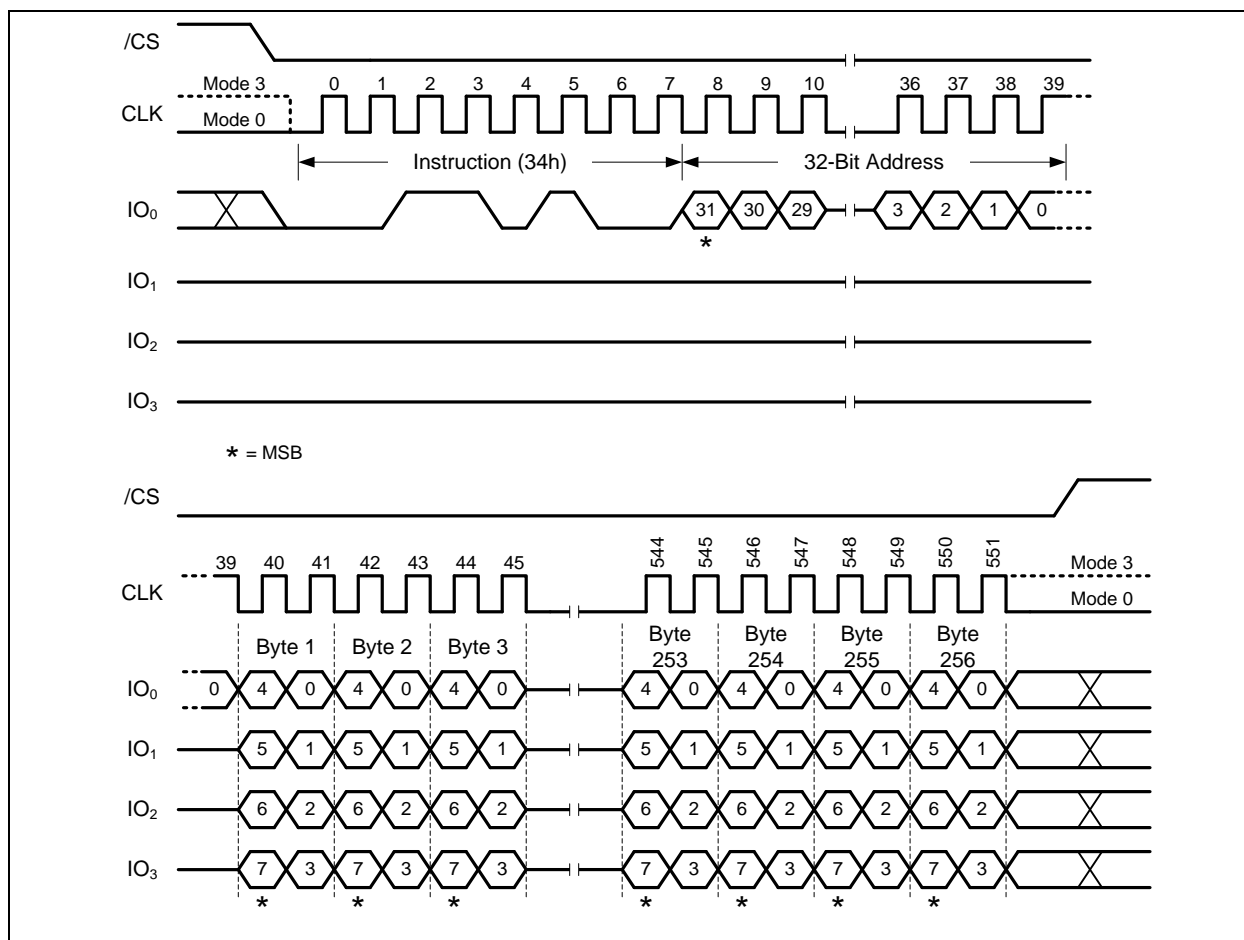 /CS
Mode 3 0 1 2 3 4 5 6 7 8 9 10 36 37 38 39
CLK
Mode 0
Instruction (34h) 32-Bit Address
IO₀ 31 30 29 3 2 1 0
*
IO₁
IO₂
IO₃
* = MSB
/CS
39 40 41 42 43 44 45 544 545 546 547 548 549 550 551
Mode 3
CLK
Mode 0
Byte 1 Byte 2 Byte 3 Byte 253 Byte 254 Byte 255 Byte 256
IO₀ 0 4 0 4 0 4 0 4 0 4 0 4 0 4 0
IO₁ 5 1 5 1 5 1 5 1 5 1 5 1 5 1
IO₂ 6 2 6 2 6 2 6 2 6 2 6 2 6 2
IO₃ 7 3 7 3 7 3 7 3 7 3 7 3 7 3
* * * * * * *